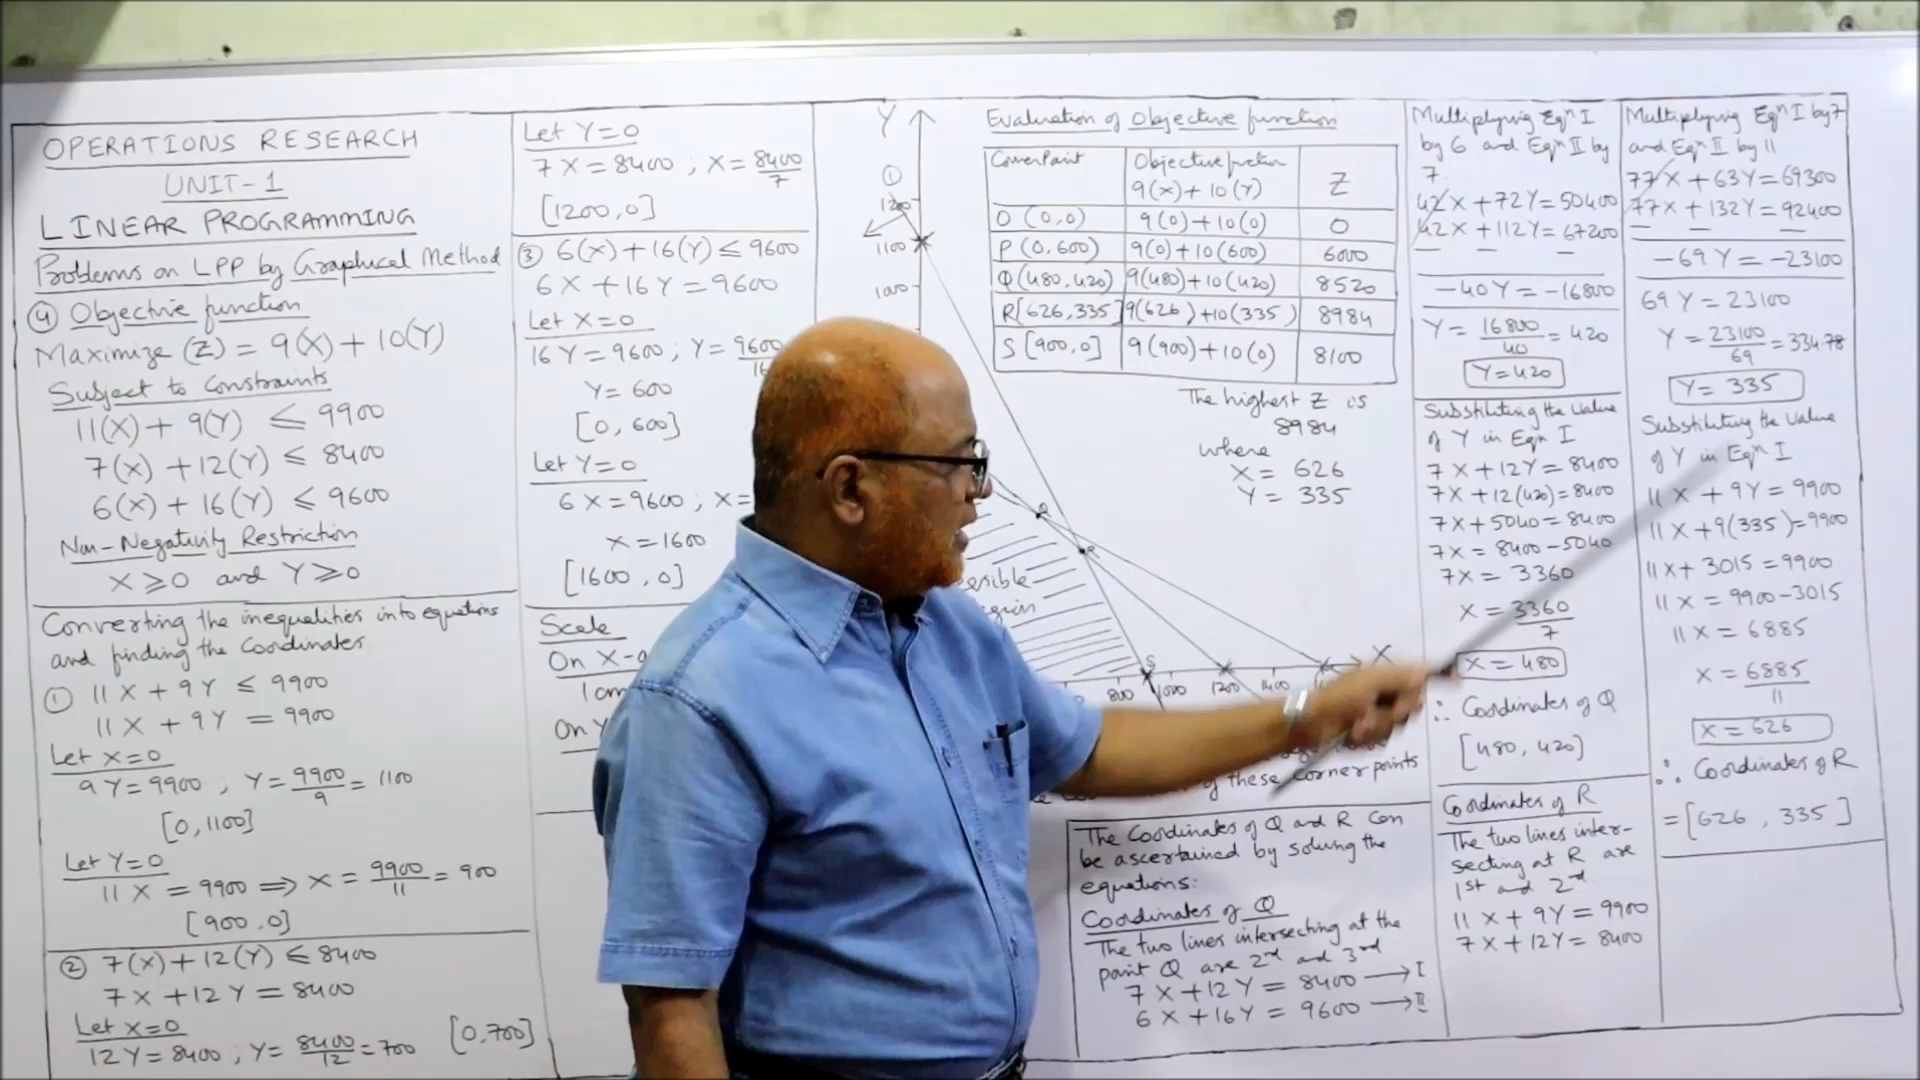 OPERATIONS RESEARCH
UNIT-1
LINEAR PROGRAMMING
Problems on LPP by Graphical Method
④ Objective function
Maximize (Z) = 9(X) + 10(Y)
Subject to Constraints
11(X) + 9(Y) ≤ 9900
7(X) + 12(Y) ≤ 8400
6(X) + 16(Y) ≤ 9600
Non-Negativity Restriction
X ≥ 0 and Y ≥ 0
Converting the inequalities into equations
and finding the Coordinates.
① 11X + 9Y ≤ 9900
11X + 9Y = 9900
Let X=0
9Y=9900 ; Y= 9900/9 = 1100
[0,1100]
Let Y=0
11X = 9900 ⟹ X = 9900/11 = 900
[900,0]
② 7(X)+12(Y) ≤ 8400
7X+12Y = 8400
Let X=0
12Y=8400 ; Y= 8400/12 = 700 [0,700]
Let Y=0
7X=8400 ; X= 8400/7
[1200,0]
③ 6(X)+16(Y) ≤ 9600
6X+16Y=9600
Let X=0
16Y=9600 ; Y= 9600
Y=600
[0,600]
Let Y=0
6X=9600 ; X=
X=1600
[1600,0]
Scale
On X-a
1cm
On Y
Y
①
1200
1100
1000
Q
R
S
X
800 1000 1200 1400
Evaluation of Objective function
Corner Point Objective function 9(X)+10(Y) Z
O (0,0) 9(0)+10(0) 0
P (0,600) 9(0)+10(600) 6000
Q(480,420) 9(480)+10(420) 8520
R[626,335] 9(626)+10(335) 8984
S [900,0] 9(900)+10(0) 8100
The highest Z is
8984
where
X = 626
Y = 335
of these corner points
The Coordinates of Q and R Can
be ascertained by solving the
equations:
Coordinates of Q
The two lines intersecting at the
point Q are 2nd and 3rd
7X+12Y = 8400 → I
6X+16Y = 9600 → II
Multiplying Eqn I
by 6 and Eqn II by
7.
42X+72Y=50400
42X+112Y=67200
− − −
-40Y=-16800
Y= 16800/40 = 420
Y=420
Substituting the value
of Y in Eqn I
7X+12Y=8400
7X+12(420)=8400
7X+5040=8400
7X=8400-5040
7X= 3360
X = 3360/7
X=480
∴ Coordinates of Q
[480, 420]
Coordinates of R
The two lines inter-
secting at R are
1st and 2nd
11X+9Y=9900
7X+12Y=8400
Multiplying Eqn I by 7
and Eqn II by 11
77X+63Y=69300
77X+132Y=92400
− − −
-69Y=-23100
69Y=23100
Y= 23100/69 = 334.78
Y= 335
Substituting the value
of Y in Eqn I
11X+9Y=9900
11X+9(335)=9900
11X+3015=9900
11X=9900-3015
11X=6885
X= 6885/11
X=626
∴ Coordinates of R
=[626, 335]